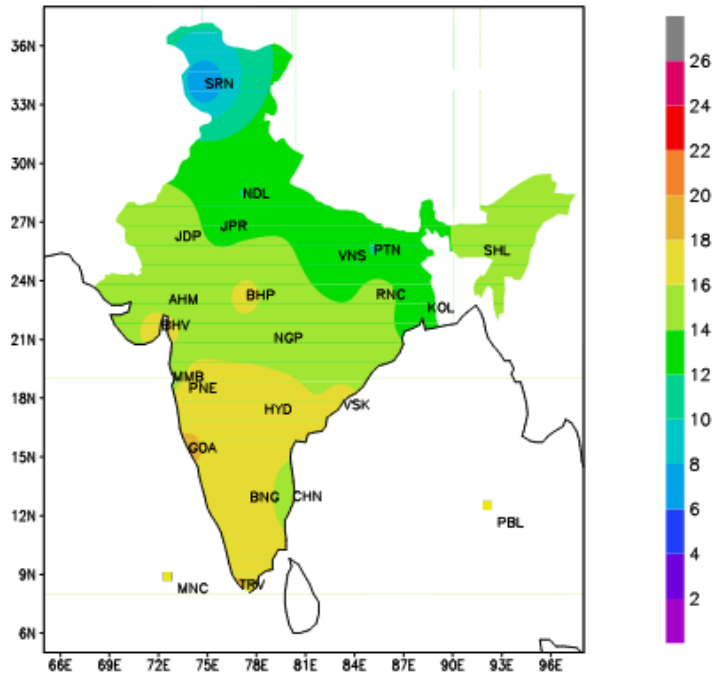 36N
33N
30N
27N
24N
21N
18N
15N
12N
9N
6N
66E 69E 72E 75E 78E 81E 84E 87E 90E 93E 96E
SRN
NDL
JPR
JDP
VNS PTN
SHL
AHM
BHP
RNC
KOL
BHV
NGP
MMB
PNE
HYD
VSK
GOA
BNG CHN
PBL
MNC
TRV
26
24
22
20
18
16
14
12
10
8
6
4
2